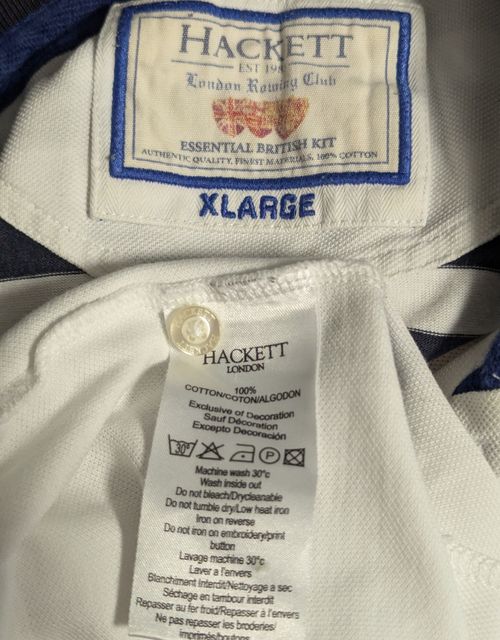 HACKETT
EST 19
London Rowing Club
ESSENTIAL BRITISH KIT
AUTHENTIC QUALITY, FINEST MATERIALS, 100% COTTON
XLARGE
HACKETT
LONDON
100%
COTTON/COTON/ALGODON
Exclusive of Decoration
Sauf Décoration
Excepto Decoración
30°
P
Machine wash 30°c
Wash inside out
Do not bleach/Drycleanable
Do not tumble dry/Low heat iron
Iron on reverse
Do not iron on embroidery/print
button
Lavage machine 30°c
Laver a l'envers
Blanchiment Interdit/Nettoyage a sec
Séchage en tambour interdit
Repasser au fer froid/Repasser à l'envers
Ne pas repasser les broderies/
imprimés/boutons